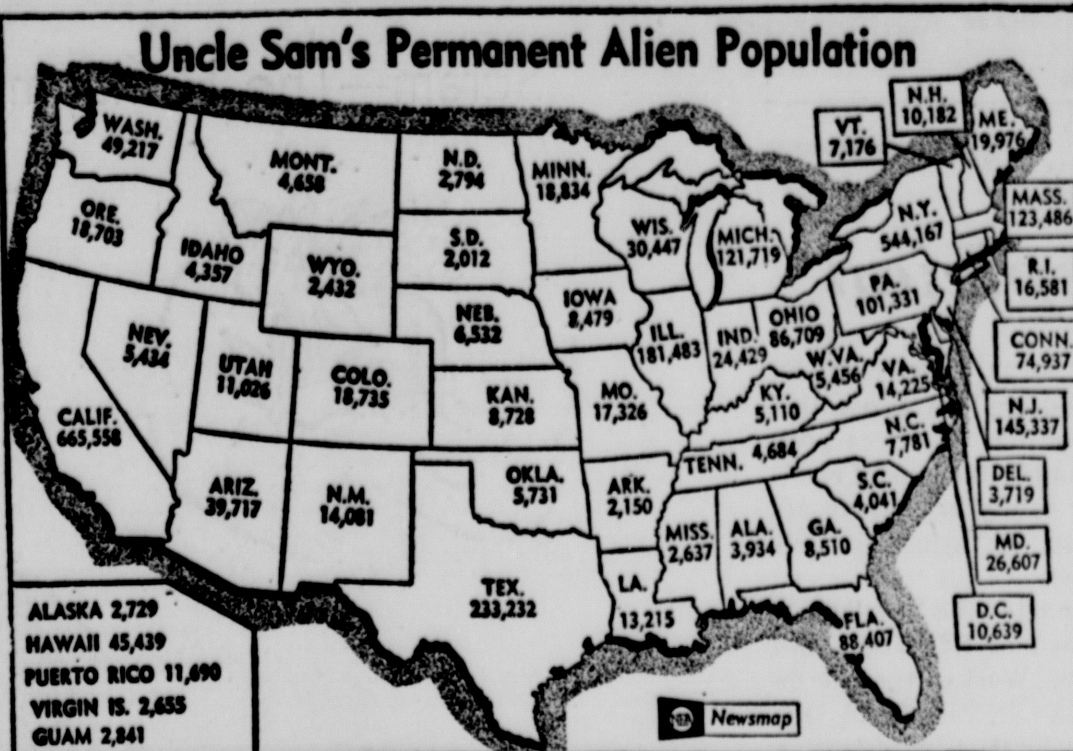 Uncle Sam's Permanent Alien Population
WASH.
49,217
ORE.
18,703
CALIF.
665,558
NEV.
5,434
IDAHO
4,357
MONT.
4,658
WYO.
2,432
UTAH
11,026
COLO.
18,735
ARIZ.
39,717
N.M.
14,081
N.D.
2,794
S.D.
2,012
NEB.
6,532
KAN.
8,728
OKLA.
5,731
TEX.
233,232
MINN.
18,834
IOWA
8,479
MO.
17,326
ARK.
2,150
LA.
13,215
WIS.
30,447
ILL.
181,483
MICH.
121,719
IND.
24,429
OHIO
86,709
KY.
5,110
TENN. 4,684
MISS.
2,637
ALA.
3,934
GA.
8,510
FLA.
88,407
S.C.
4,041
N.C.
7,781
VA.
14,225
W.VA.
5,456
PA.
101,331
N.Y.
544,167
VT.
7,176
N.H.
10,182
ME.
19,976
MASS.
123,486
R.I.
16,581
CONN.
74,937
N.J.
145,337
DEL.
3,719
MD.
26,607
D.C.
10,639
ALASKA 2,729
HAWAII 45,439
PUERTO RICO 11,690
VIRGIN IS. 2,655
GUAM 2,841
NEA Newsmap